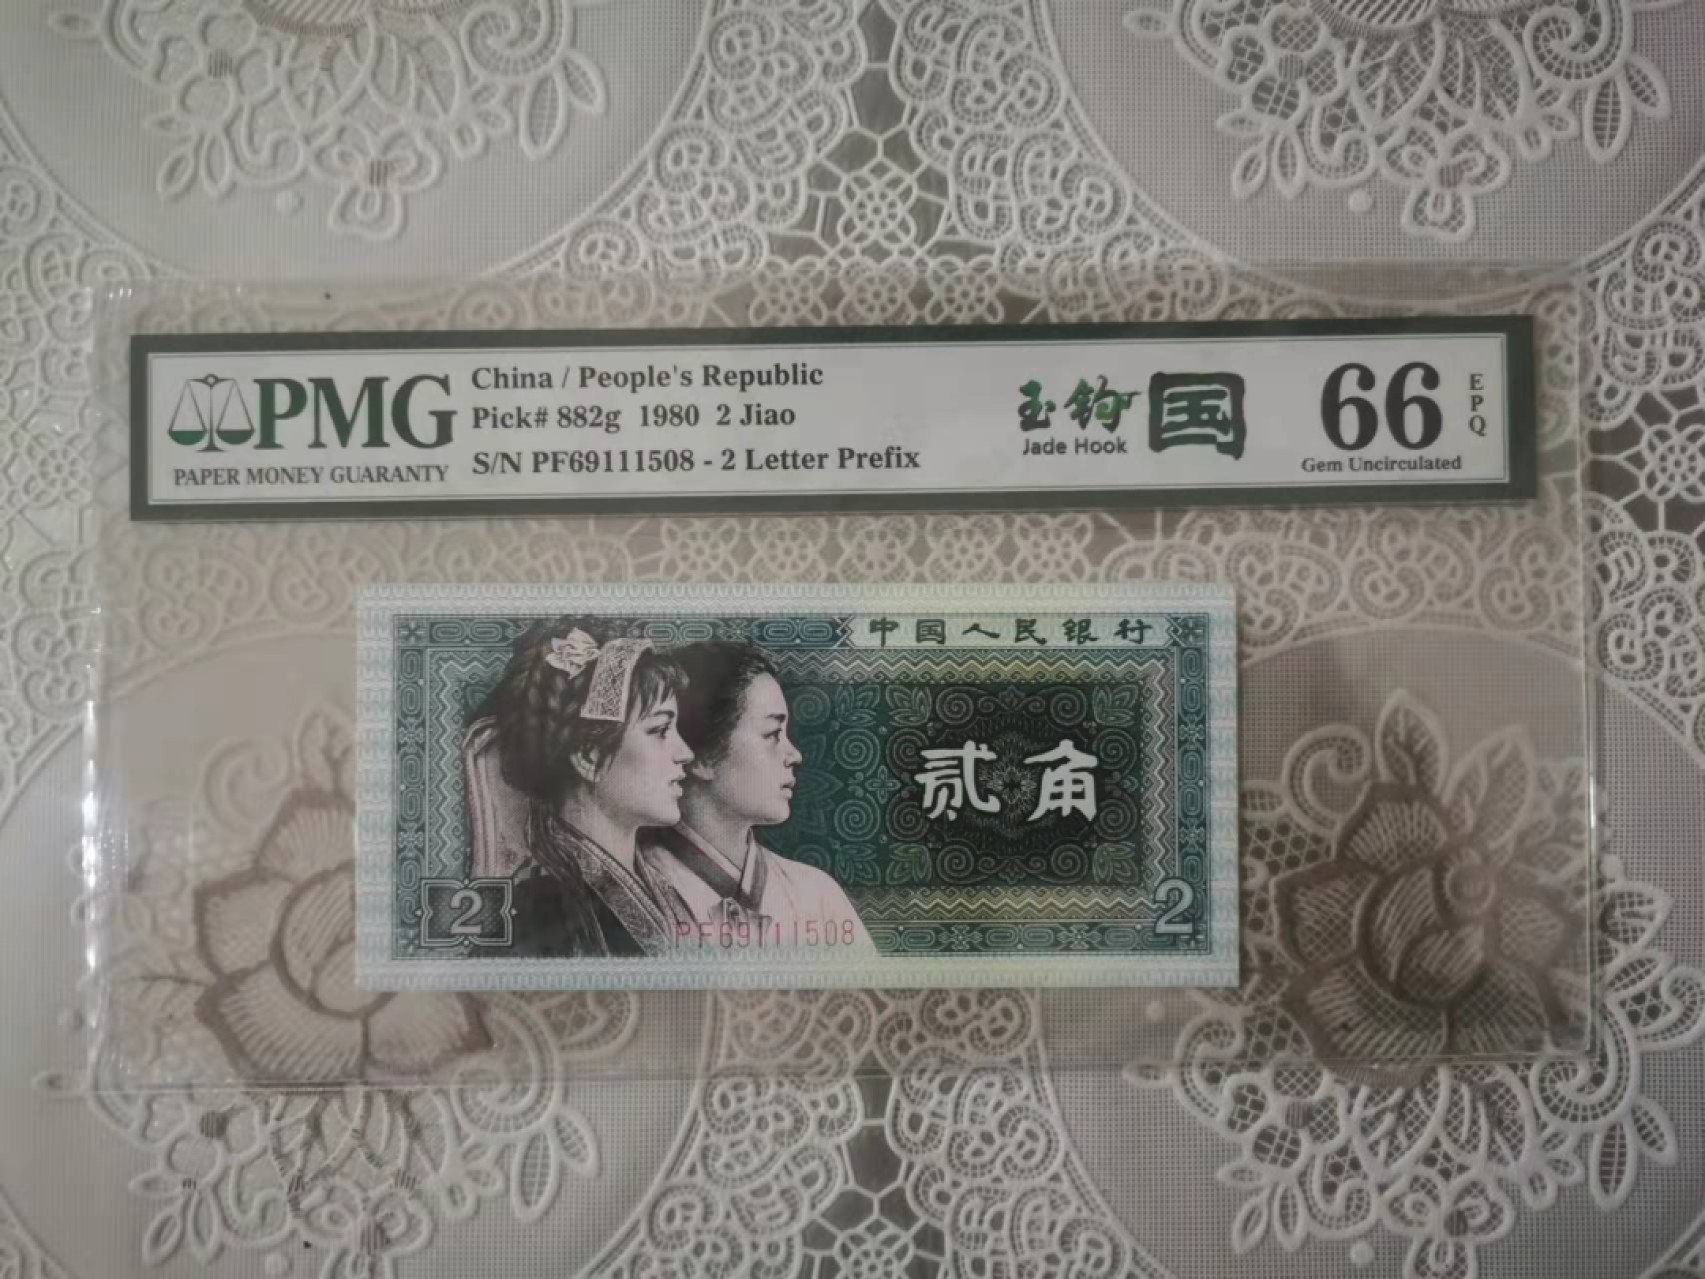 PMG
PAPER MONEY GUARANTY
China / People's Republic
Pick# 882g 1980 2 Jiao
S/N PF69111508 - 2 Letter Prefix
玉钩国
Jade Hook
66
EPQ
Gem Uncirculated
中国人民银行
贰角
2
2
PF69111508